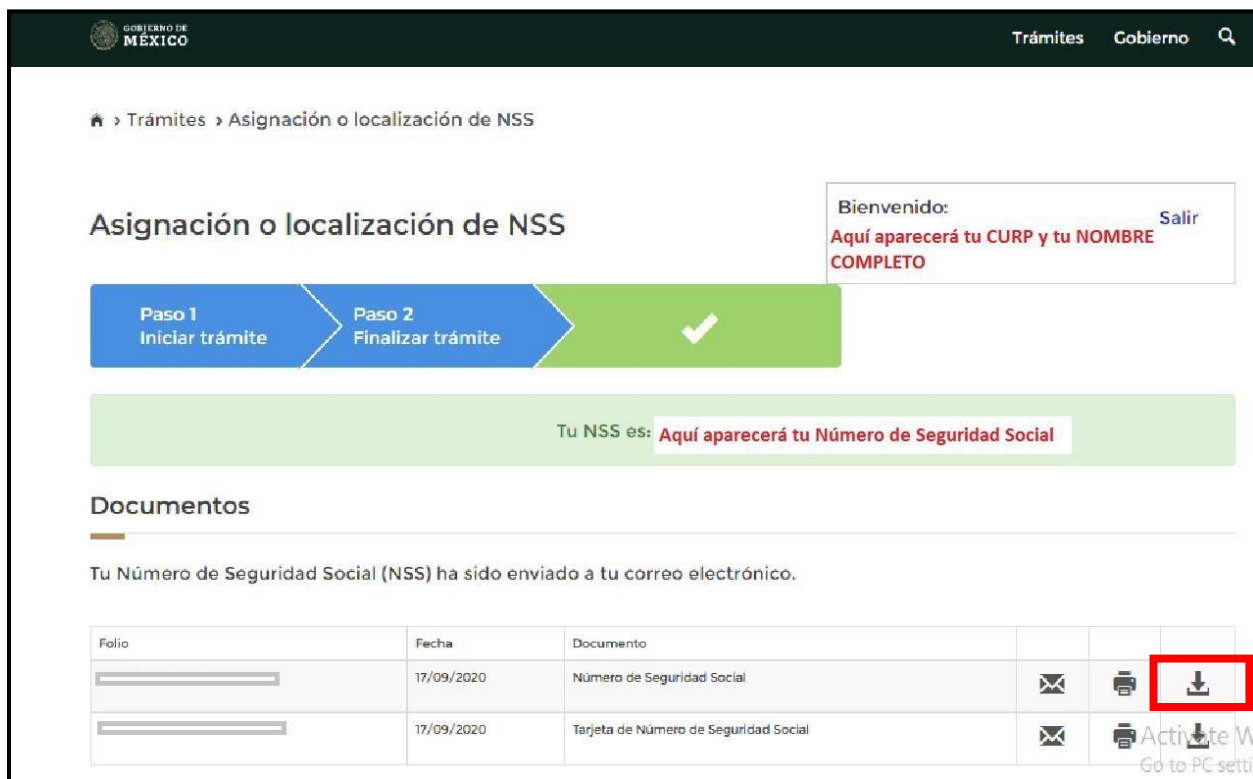 GOBIERNO DE
MÉXICO
Trámites Gobierno
> Trámites > Asignación o localización de NSS
Asignación o localización de NSS
Bienvenido:
Salir
Aquí aparecerá tu CURP y tu NOMBRE
COMPLETO
Paso 1
Iniciar trámite
Paso 2
Finalizar trámite
Tu NSS es: Aquí aparecerá tu Número de Seguridad Social
Documentos
Tu Número de Seguridad Social (NSS) ha sido enviado a tu correo electrónico.
Folio Fecha Documento
17/09/2020 Número de Seguridad Social
17/09/2020 Tarjeta de Número de Seguridad Social
Activate W
Go to PC setti